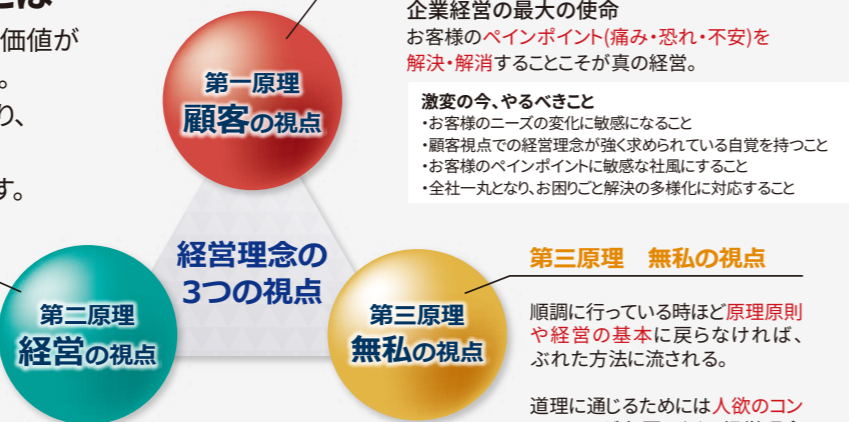 とは
価値が
。
り、
す。
第一原理
顧客の視点
経営理念の
3つの視点
第二原理
経営の視点
第三原理
無私の視点
企業経営の最大の使命
お客様のペインポイント(痛み・恐れ・不安)を
解決・解消することこそが真の経営。
激変の今、やるべきこと
・お客様のニーズの変化に敏感になること
・顧客視点での経営理念が強く求められている自覚を持つこと
・お客様のペインポイントに敏感な社風にすること
・全社一丸となり、お困りごと解決の多様化に対応すること
第三原理　無私の視点
順調に行っている時ほど原理原則
や経営の基本に戻らなければ、
ぶれた方法に流される。
道理に通じるためには人欲のコン